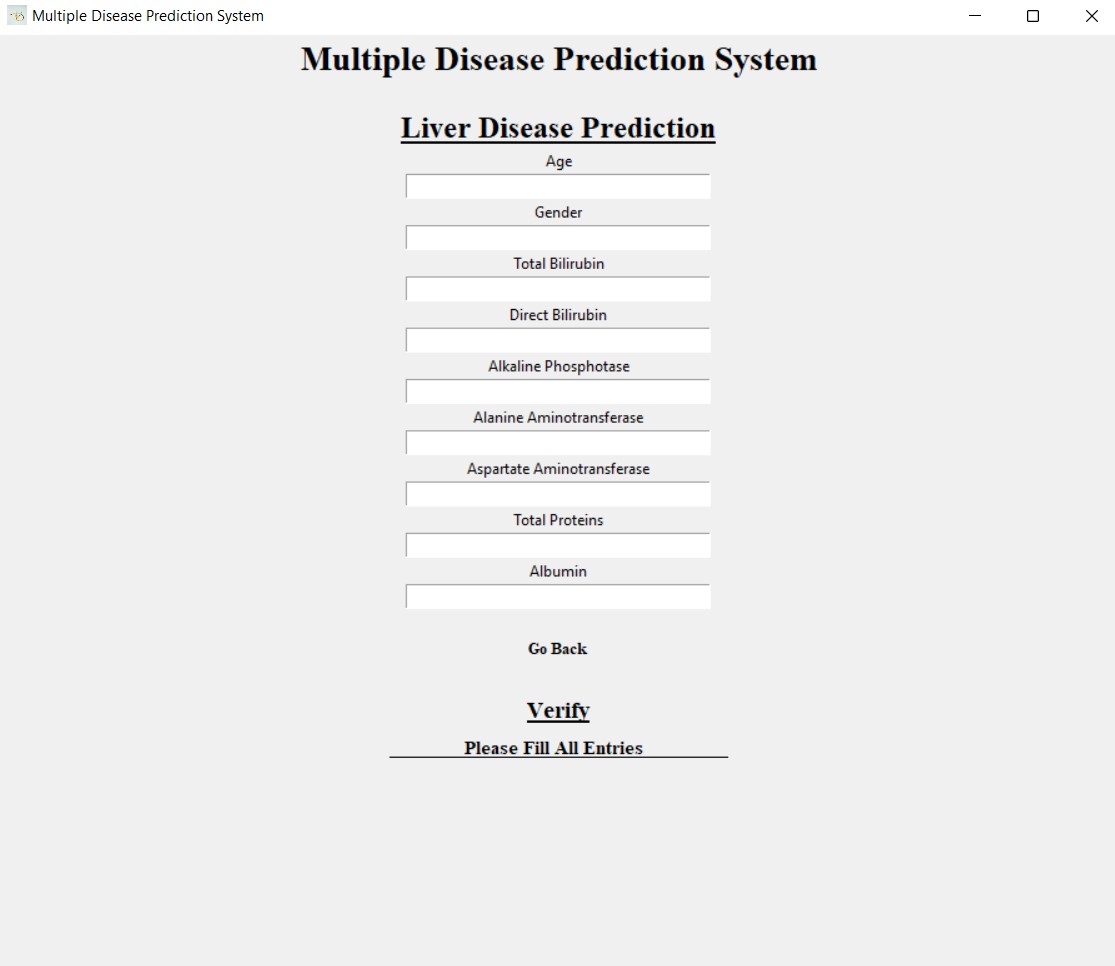 Multiple Disease Prediction System
Multiple Disease Prediction System
Liver Disease Prediction
Age
Gender
Total Bilirubin
Direct Bilirubin
Alkaline Phosphotase
Alanine Aminotransferase
Aspartate Aminotransferase
Total Proteins
Albumin
Go Back
Verify
Please Fill All Entries